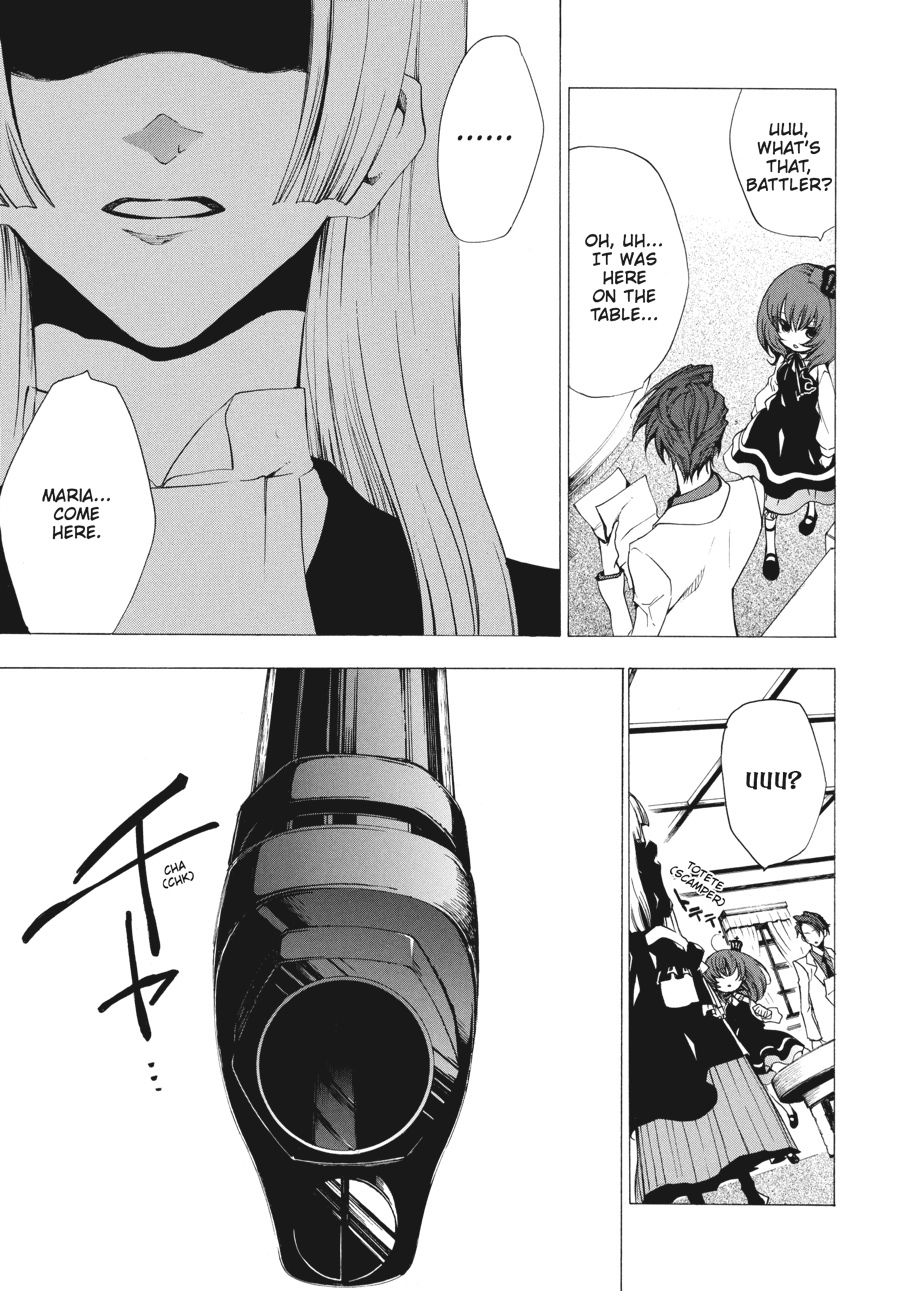 UUU,
WHAT'S
THAT,
BATTLER?
OH, UH...
IT WAS
HERE
ON THE
TABLE...
......
MARIA...
COME
HERE.
UUU?
TOTETE
(SCAMPER)
トテテ
チャ…
CHA
(CHK)